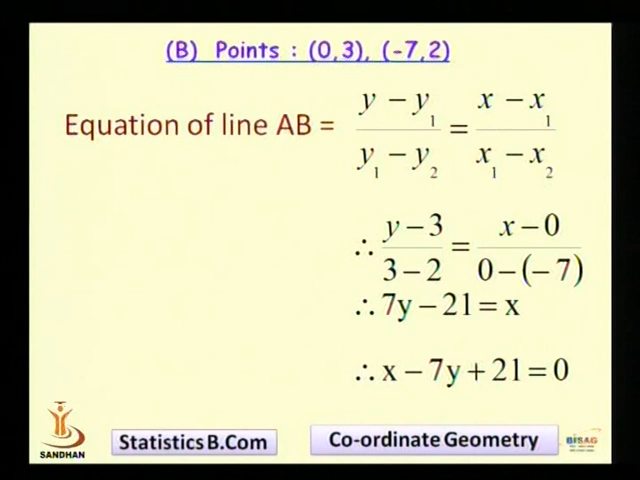 (B) Points : (0,3), (-7,2)
Equation of line AB = (y − y₁)/(y₁ − y₂) = (x − x₁)/(x₁ − x₂)
∴ (y − 3)/(3 − 2) = (x − 0)/(0 − (− 7))
∴ 7y − 21 = x
∴ x − 7y + 21 = 0
SANDHAN
Statistics B.Com
Co-ordinate Geometry
BISAG